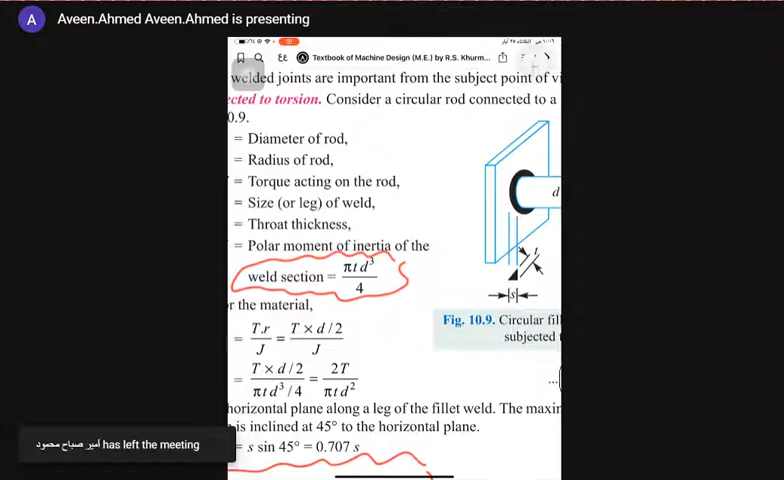 A Aveen.Ahmed Aveen.Ahmed is presenting
Textbook of Machine Design (M.E.) by R.S. Khurm...
welded joints are important from the subject point of vi
ected to torsion. Consider a circular rod connected to a
0.9.
= Diameter of rod,
= Radius of rod,
= Torque acting on the rod,
= Size (or leg) of weld,
= Throat thickness,
= Polar moment of inertia of the
weld section = π t d³ / 4
or the material,
= T.r / J = T × d / 2 / J
= T × d / 2 / π t d³ / 4 = 2T / π t d²
horizontal plane along a leg of the fillet weld. The maxin
is inclined at 45° to the horizontal plane.
= s sin 45° = 0.707 s
d
t
s
Fig. 10.9. Circular fil
subjected
...
أمير صباح محمود has left the meeting